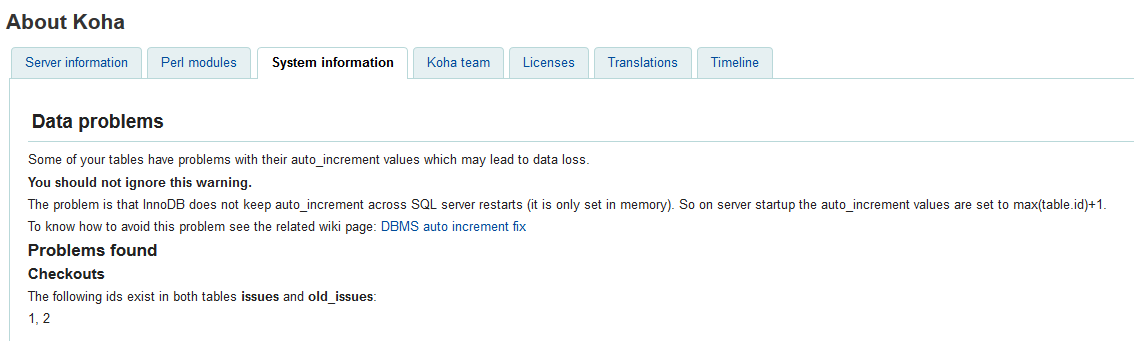 About Koha
Server information
Perl modules
System information
Koha team
Licenses
Translations
Timeline
Data problems
Some of your tables have problems with their auto_increment values which may lead to data loss.
You should not ignore this warning.
The problem is that InnoDB does not keep auto_increment across SQL server restarts (it is only set in memory). So on server startup the auto_increment values are set to max(table.id)+1.
To know how to avoid this problem see the related wiki page: DBMS auto increment fix
Problems found
Checkouts
The following ids exist in both tables issues and old_issues:
1, 2